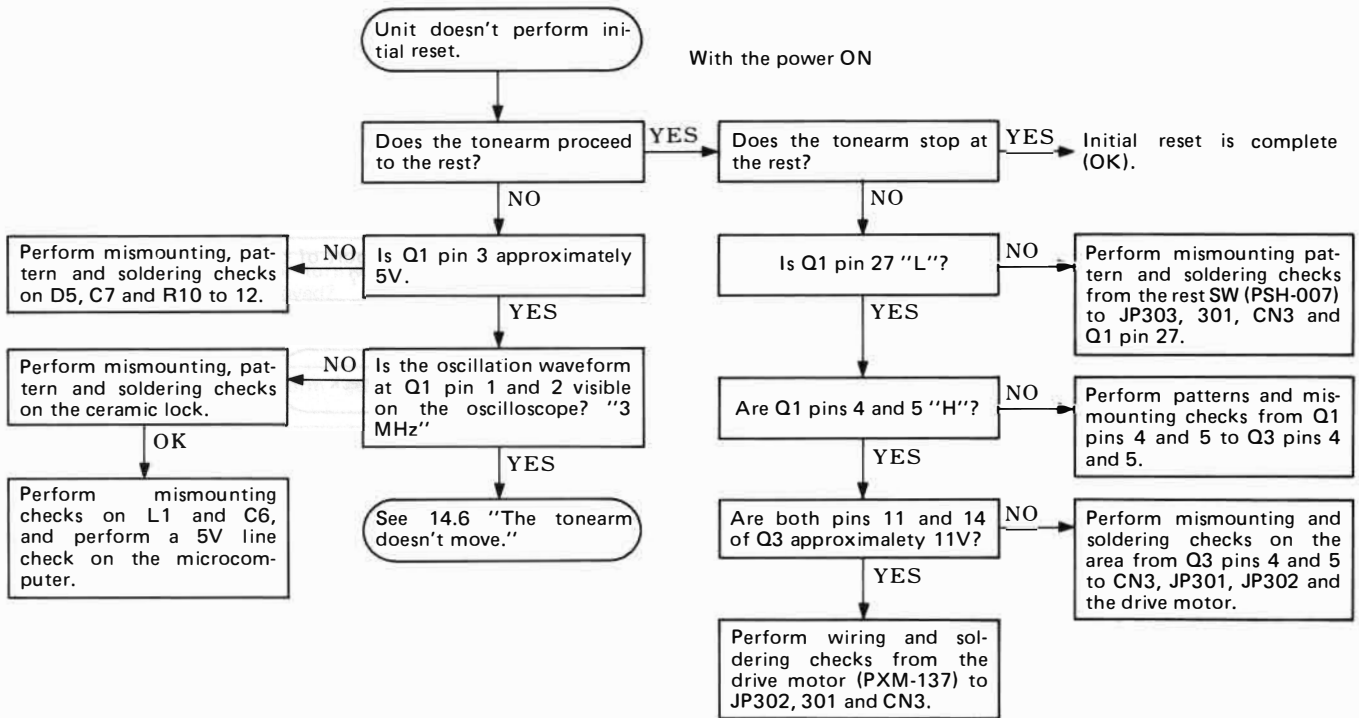 Unit doesn't perform ini-
tial reset.
With the power ON
Does the tonearm proceed
to the rest?
YES
Does the tonearm stop at
the rest?
YES
Initial reset is complete
(OK).
NO
NO
Perform mismounting, pat-
tern and soldering checks
on D5, C7 and R10 to 12.
NO
Is Q1 pin 3 approximately
5V.
Is Q1 pin 27 "L"?
NO
Perform mismounting pat-
tern and soldering checks
from the rest SW (PSH-007)
to JP303, 301, CN3 and
Q1 pin 27.
YES
YES
Perform mismounting, pat-
tern and soldering checks
on the ceramic lock.
NO
Is the oscillation waveform
at Q1 pin 1 and 2 visible
on the oscilloscope? ''3
MHz''
Are Q1 pins 4 and 5 "H"?
NO
Perform patterns and mis-
mounting checks from Q1
pins 4 and 5 to Q3 pins 4
and 5.
OK
YES
YES
Perform mismounting
checks on L1 and C6,
and perform a 5V line
check on the microcom-
puter.
See 14.6 "The tonearm
doesn't move."
Are both pins 11 and 14
of Q3 approximalety 11V?
NO
Perform mismounting and
soldering checks on the
area from Q3 pins 4 and 5
to CN3, JP301, JP302 and
the drive motor.
YES
Perform wiring and sol-
dering checks from the
drive motor (PXM-137) to
JP302, 301 and CN3.